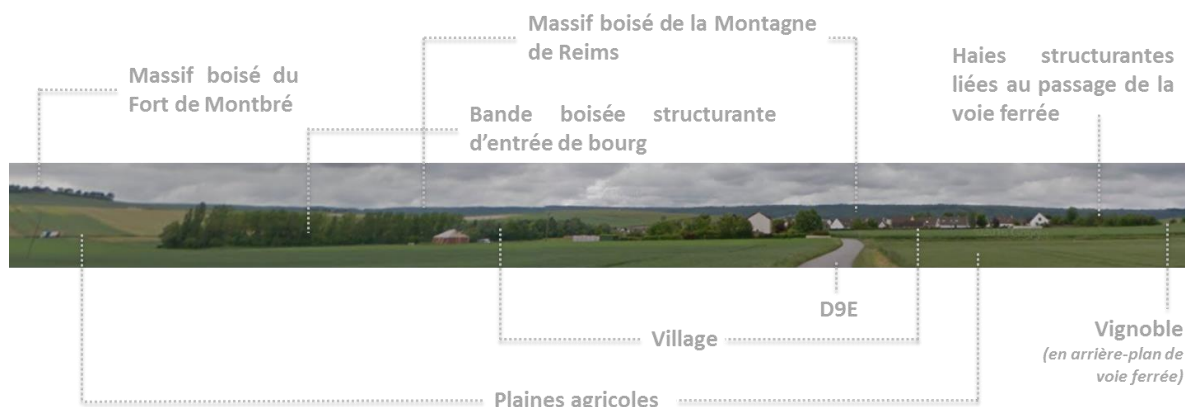 Massif boisé de la Montagne
de Reims
Massif boisé du
Fort de Montbré
Haies structurantes
liées au passage de la
voie ferrée
Bande boisée structurante
d’entrée de bourg
D9E
Village
Vignoble
(en arrière-plan de
voie ferrée)
Plaines agricoles